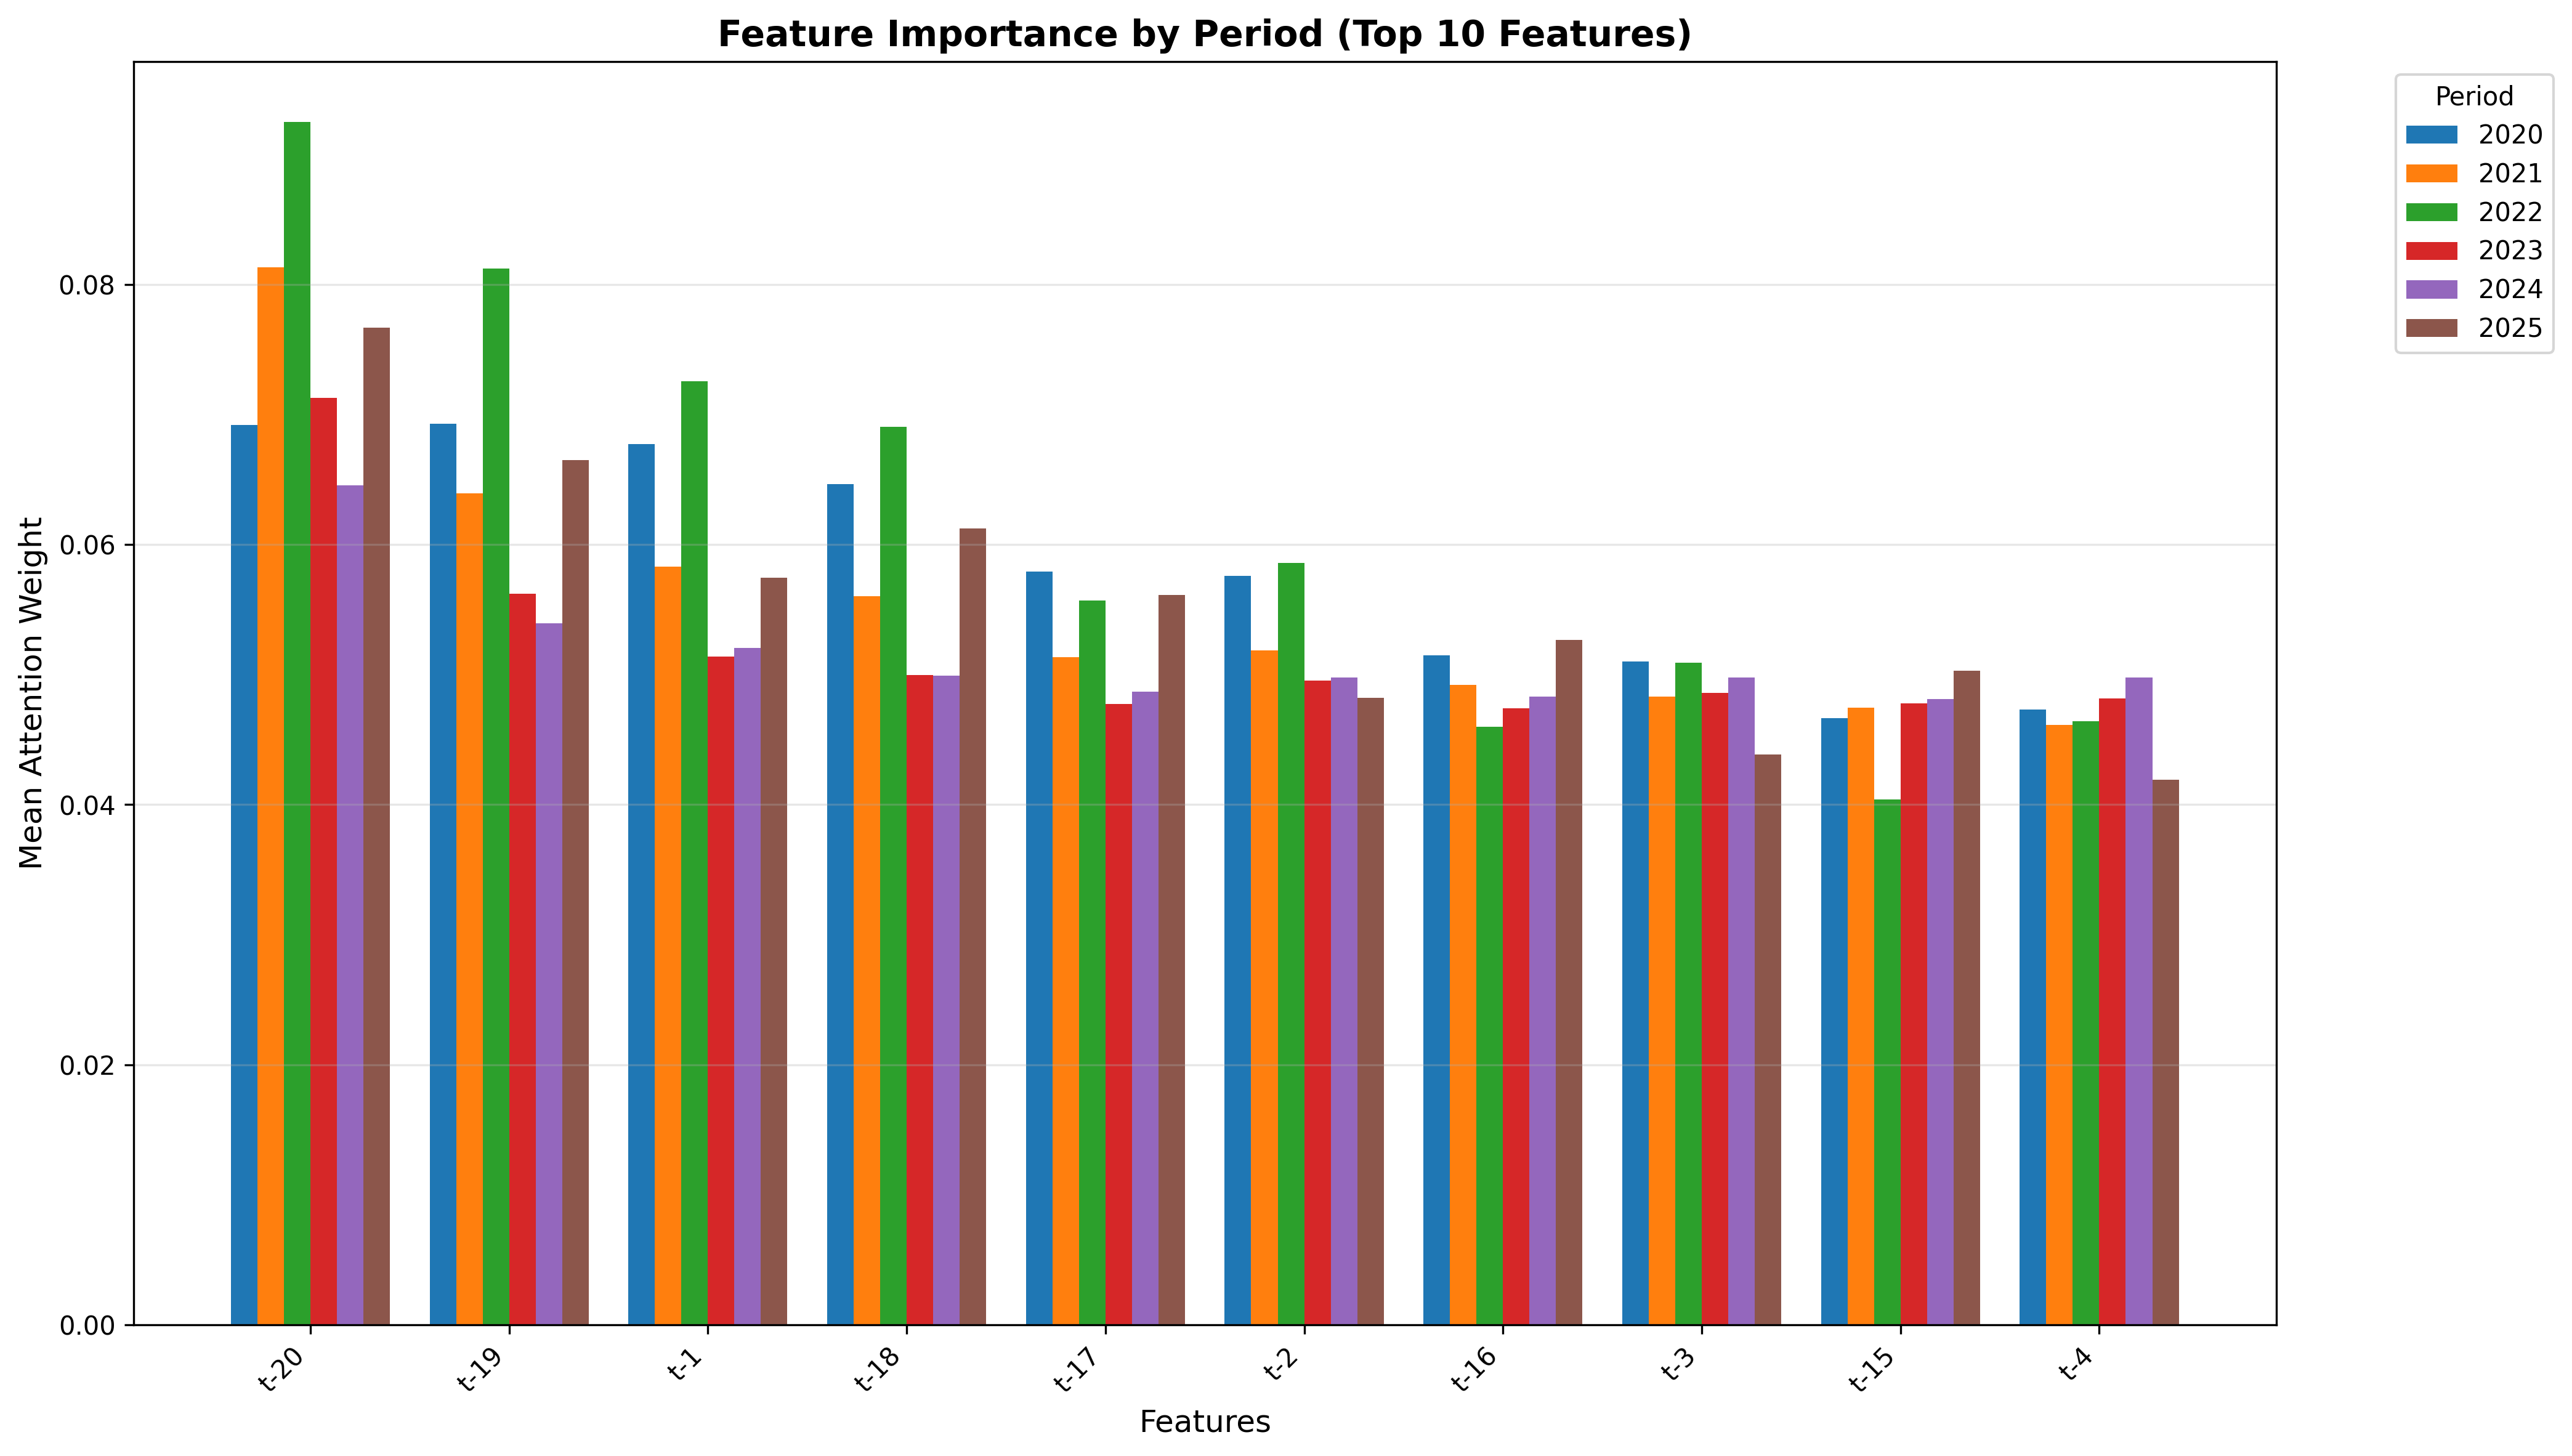 Feature Importance by Period (Top 10 Features)
Period
2020
2021
2022
2023
2024
2025
Mean Attention Weight
0.08
0.06
0.04
0.02
0.00
t-20
t-19
t-1
t-18
t-17
t-2
t-16
t-3
t-15
t-4
Features